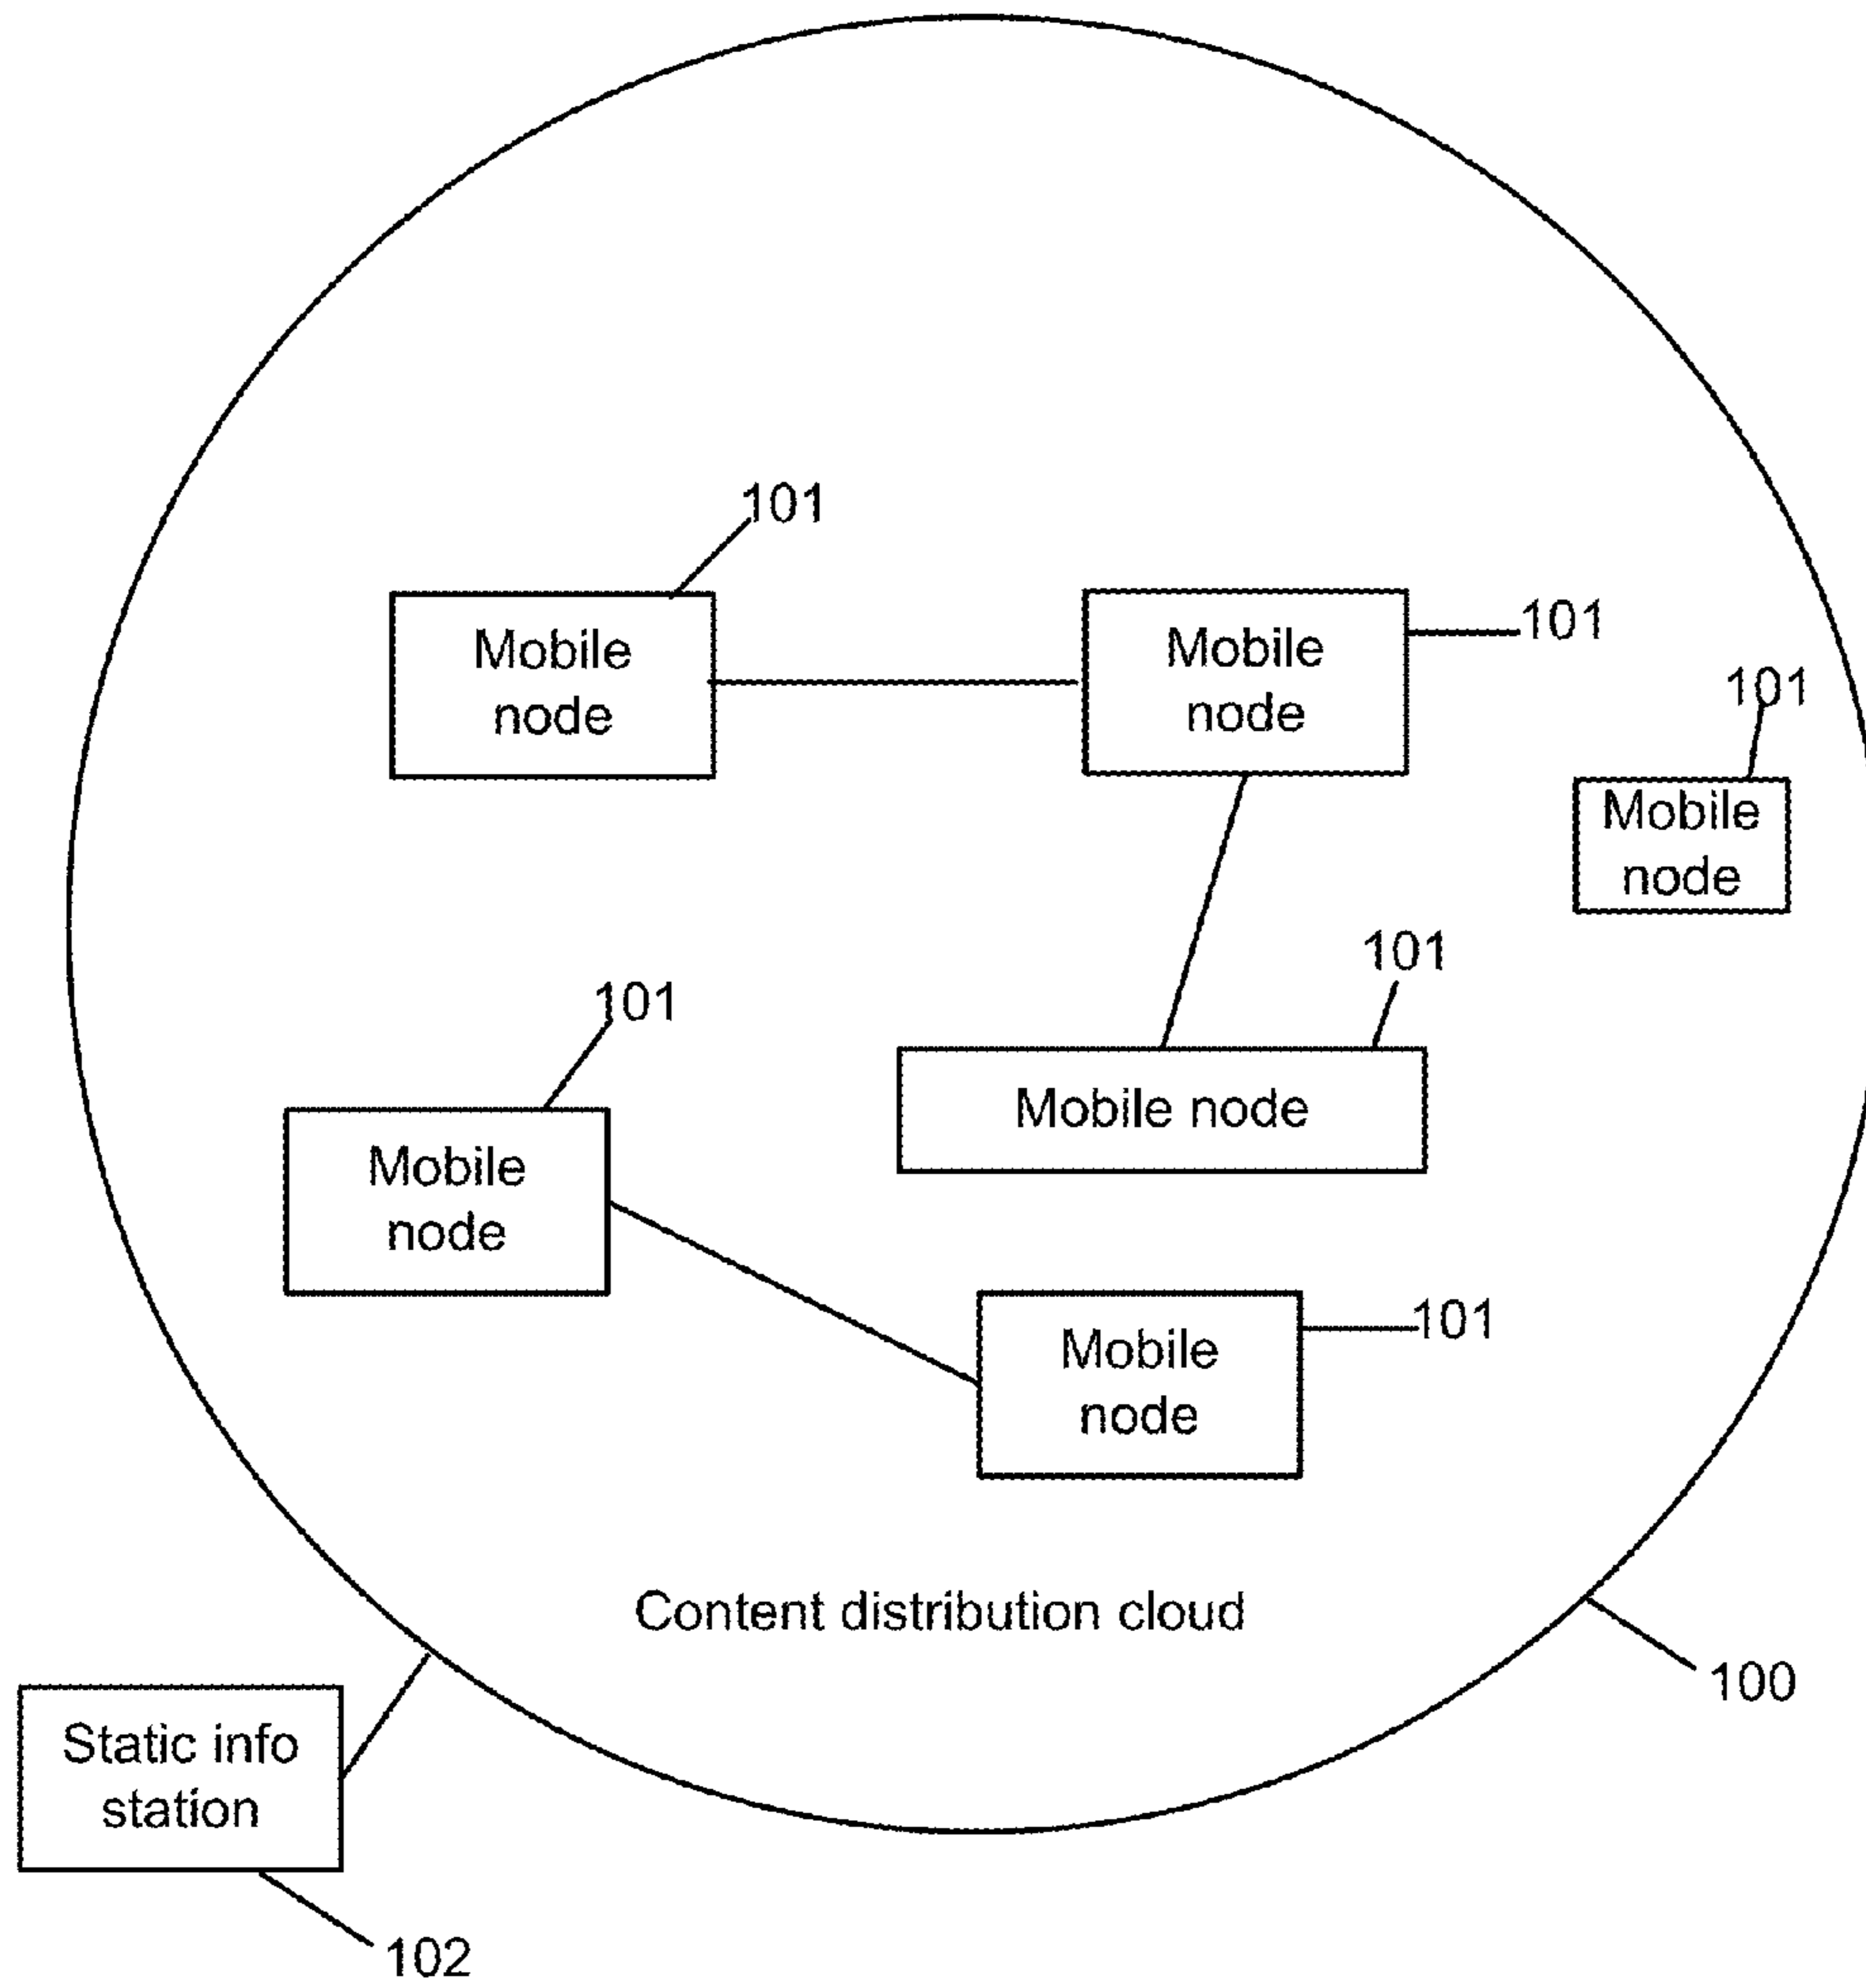 101
Mobile
node
Mobile
node
101
101
Mobile
node
101
Mobile node
101
Mobile
node
Mobile
node
101
Content distribution cloud
100
Static info
station
102